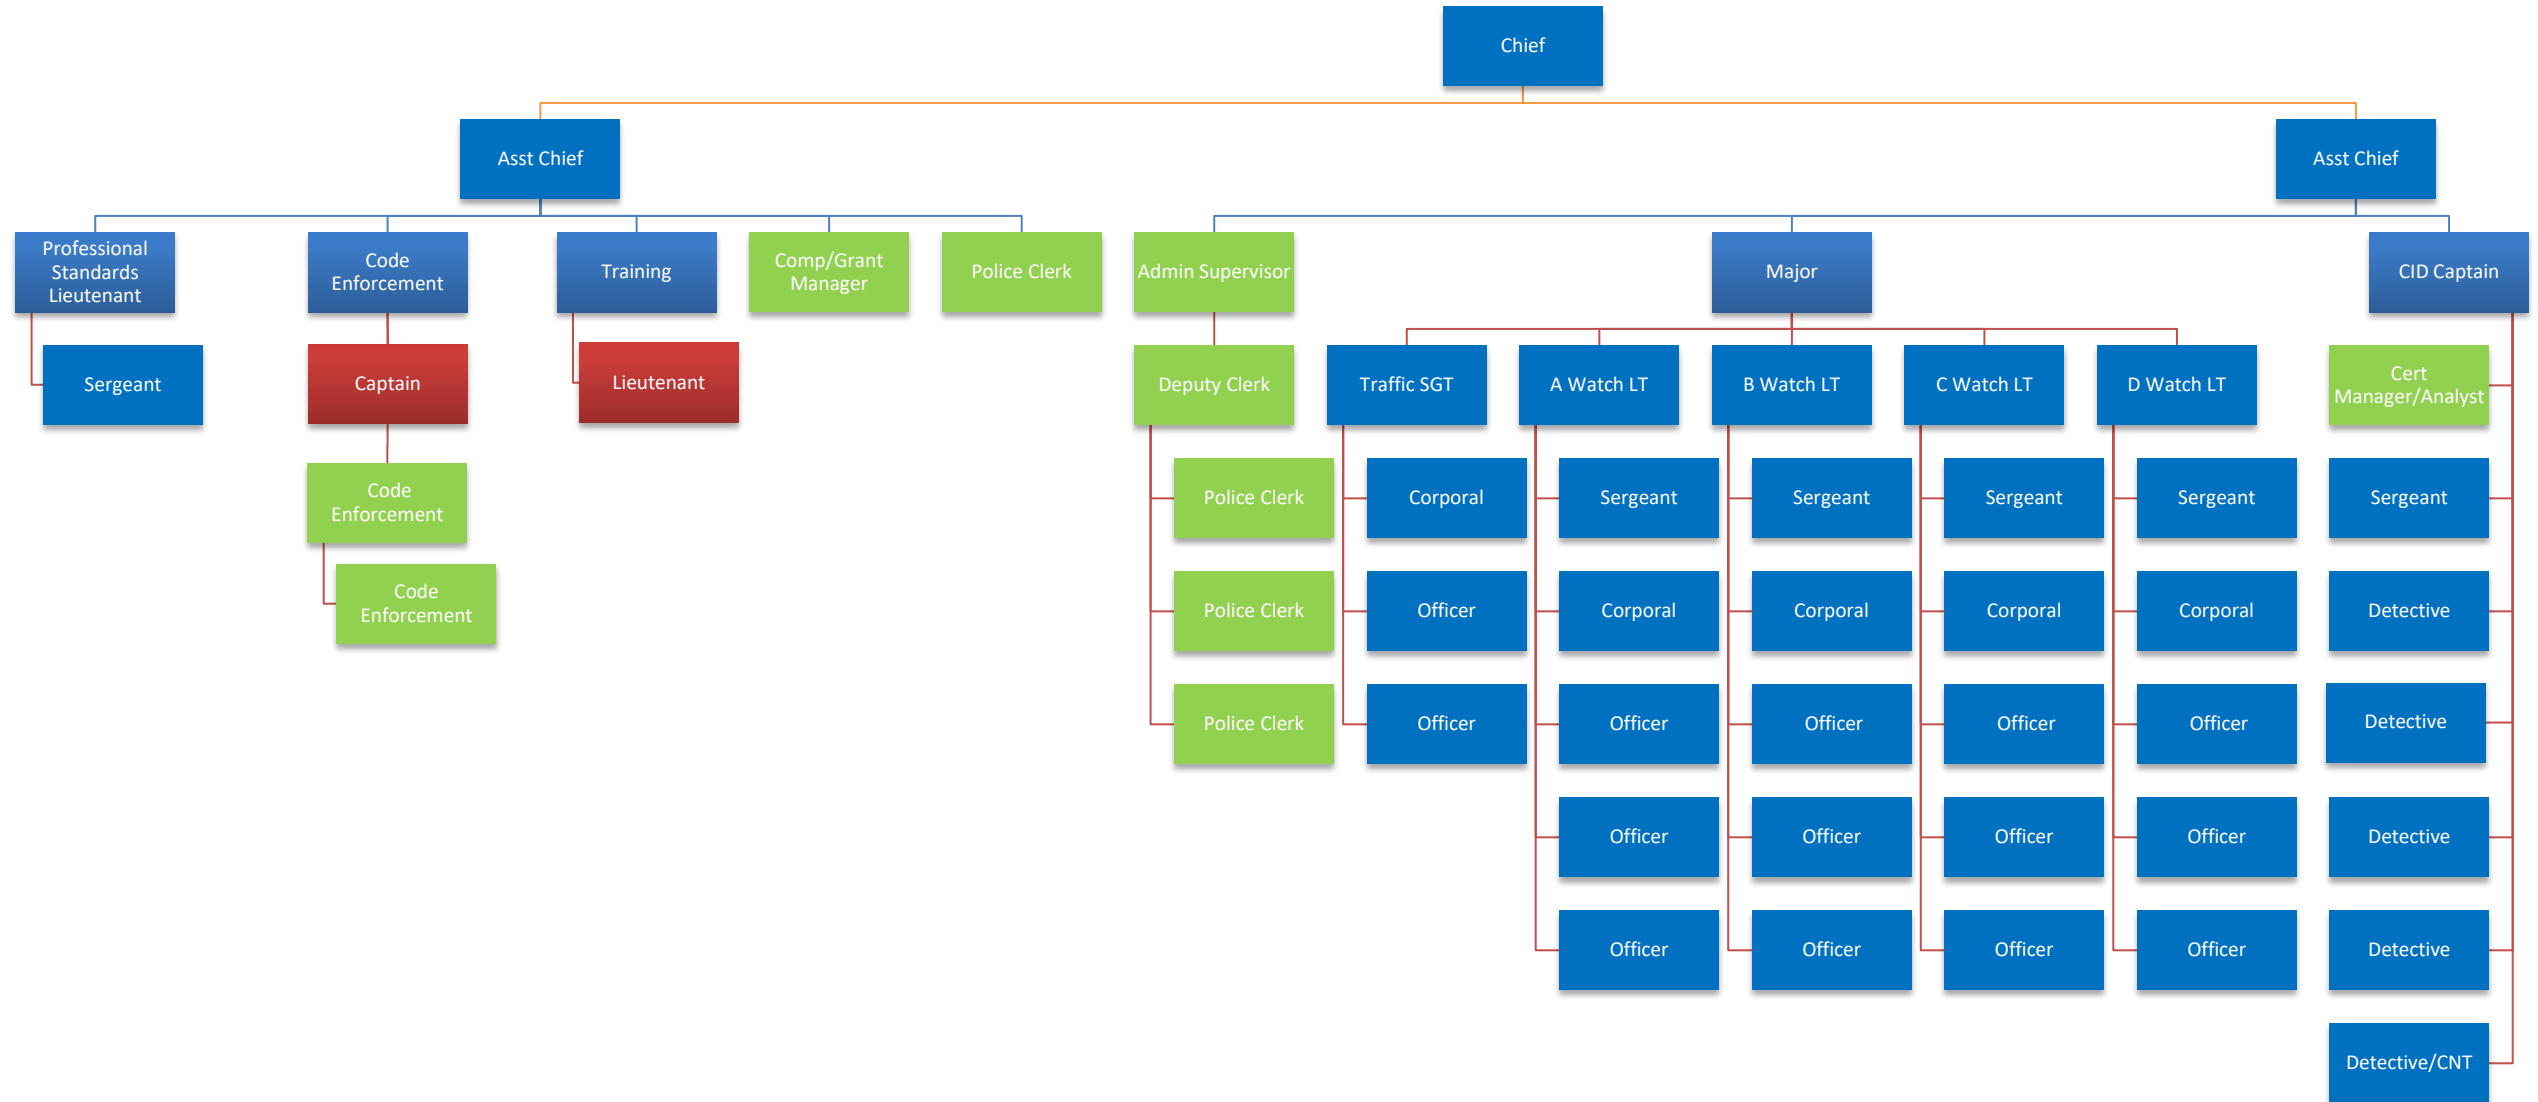 Chief
Asst Chief
Asst Chief
Professional
Standards
Lieutenant
Code
Enforcement
Training
Comp/Grant
Manager
Police Clerk
Admin Supervisor
Major
CID Captain
Sergeant
Captain
Lieutenant
Deputy Clerk
Traffic SGT
A Watch LT
B Watch LT
C Watch LT
D Watch LT
Cert
Manager/Analyst
Code
Enforcement
Police Clerk
Corporal
Sergeant
Sergeant
Sergeant
Sergeant
Sergeant
Code
Enforcement
Police Clerk
Officer
Corporal
Corporal
Corporal
Corporal
Detective
Police Clerk
Officer
Officer
Officer
Officer
Officer
Detective
Officer
Officer
Officer
Officer
Detective
Officer
Officer
Officer
Officer
Detective
Detective/CNT